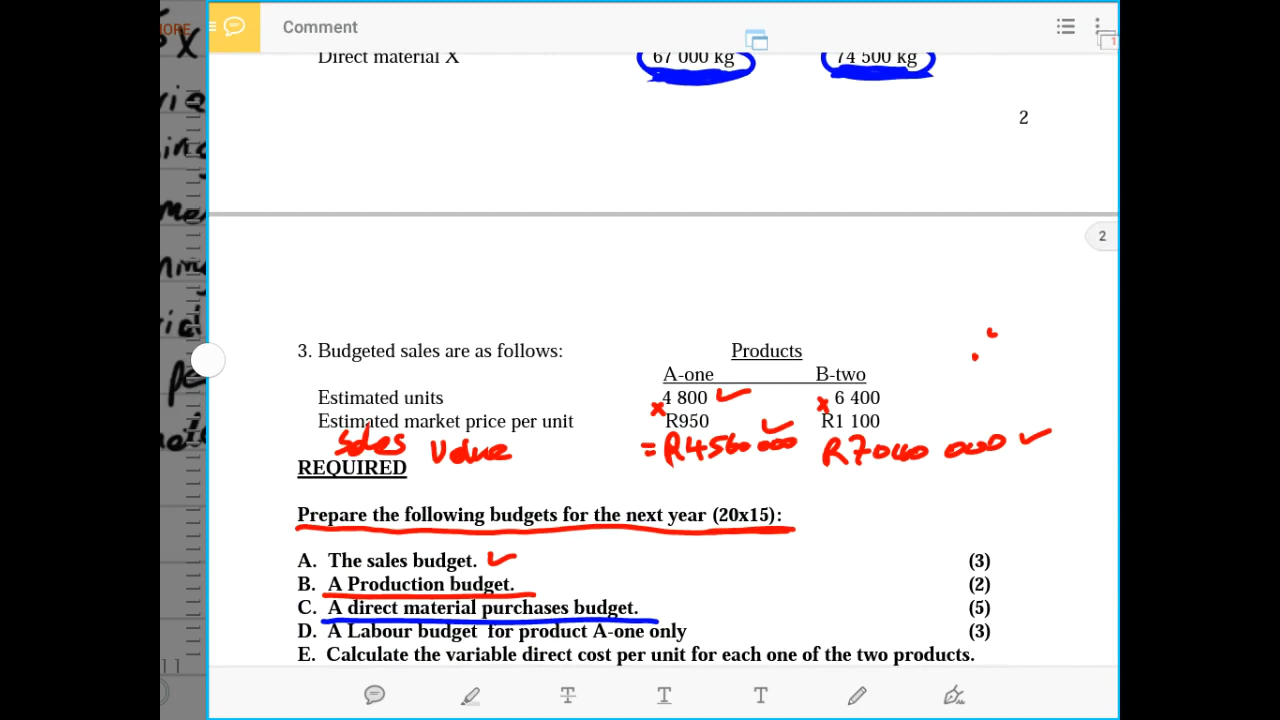 Comment
1
Direct material X 67 000 kg 74 500 kg
2
2
3. Budgeted sales are as follows: Products
A-one B-two
Estimated units 4 800 ✓ 6 400
Estimated market price per unit x R950 x R1 100
Sales Value = R4560 000 ✓ R7040 000 ✓
REQUIRED
Prepare the following budgets for the next year (20x15):
A. The sales budget. ✓ (3)
B. A Production budget. (2)
C. A direct material purchases budget. (5)
D. A Labour budget for product A-one only (3)
E. Calculate the variable direct cost per unit for each one of the two products.
T T T